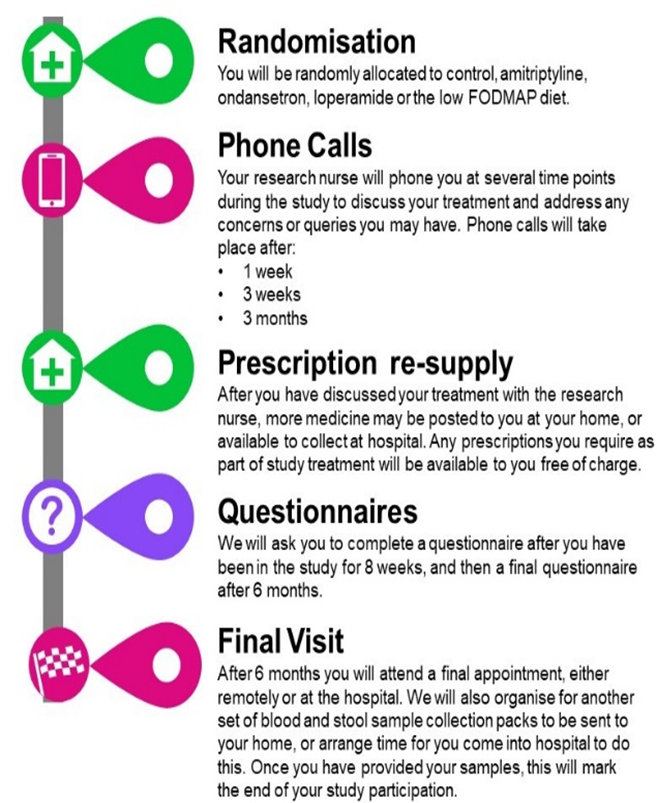 Randomisation
You will be randomly allocated to control, amitriptyline,
ondansetron, loperamide or the low FODMAP diet.
Phone Calls
Your research nurse will phone you at several time points
during the study to discuss your treatment and address any
concerns or queries you may have. Phone calls will take
place after:
• 1 week
• 3 weeks
• 3 months
Prescription re-supply
After you have discussed your treatment with the research
nurse, more medicine may be posted to you at your home, or
available to collect at hospital. Any prescriptions you require as
part of study treatment will be available to you free of charge.
?
Questionnaires
We will ask you to complete a questionnaire after you have
been in the study for 8 weeks, and then a final questionnaire
after 6 months.
Final Visit
After 6 months you will attend a final appointment, either
remotely or at the hospital. We will also organise for another
set of blood and stool sample collection packs to be sent to
your home, or arrange time for you come into hospital to do
this. Once you have provided your samples, this will mark
the end of your study participation.